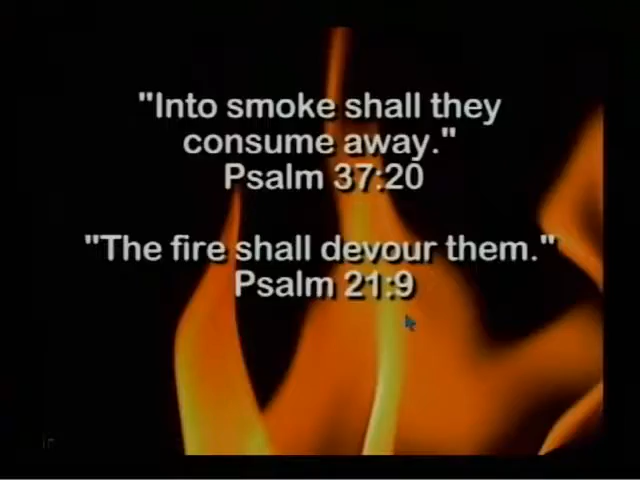 "Into smoke shall they
consume away."
Psalm 37:20
"The fire shall devour them."
Psalm 21:9